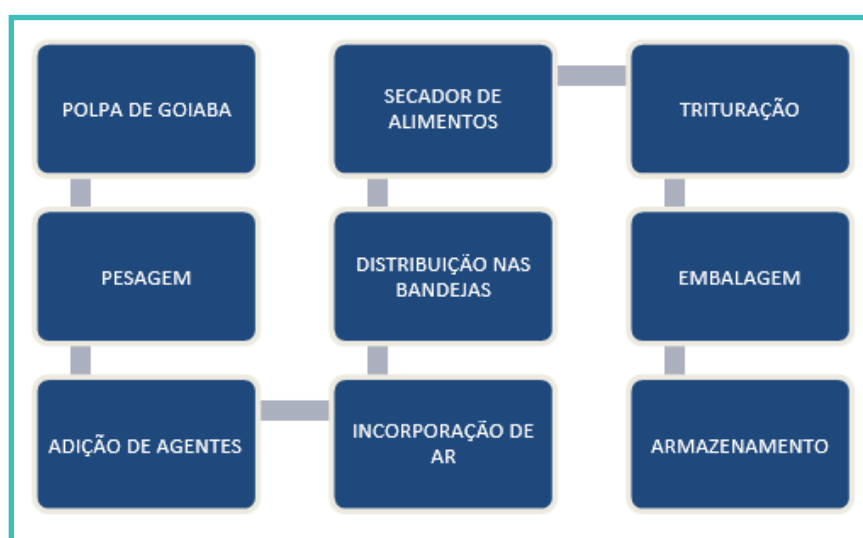 POLPA DE GOIABA
PESAGEM
ADIÇÃO DE AGENTES
INCORPORAÇÃO DE
AR
DISTRIBUIÇÃO NAS
BANDEJAS
SECADOR DE
ALIMENTOS
TRITURAÇÃO
EMBALAGEM
ARMAZENAMENTO